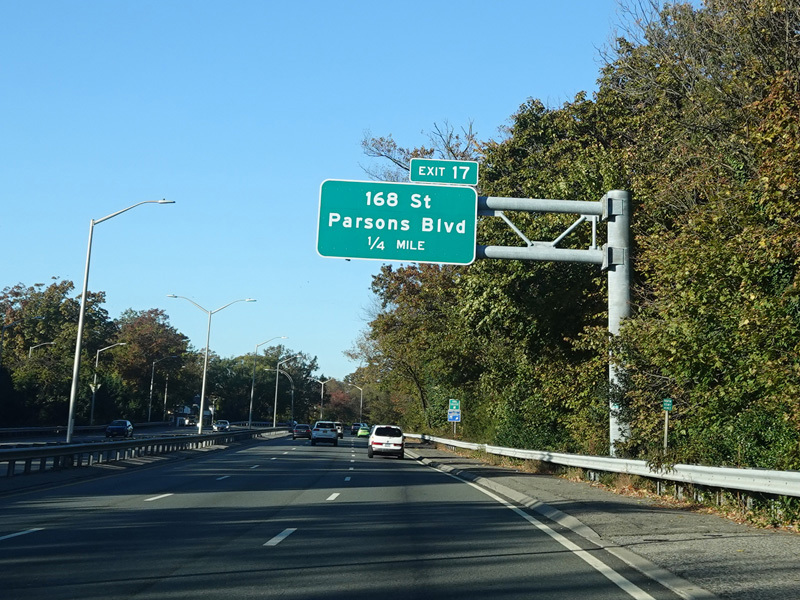 EXIT 17
168 St
Parsons Blvd
1/4 MILE